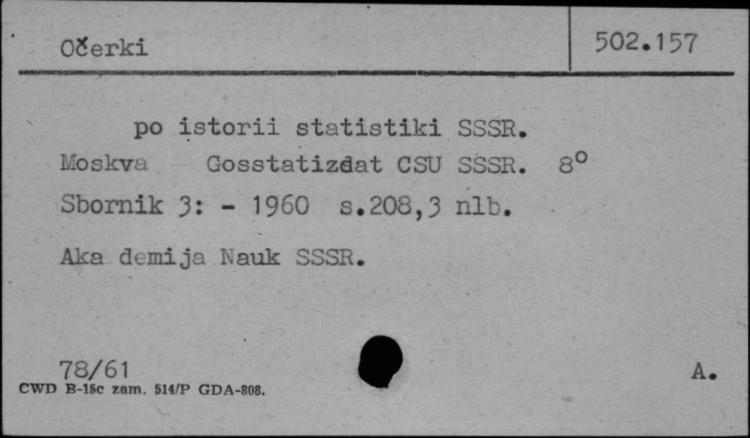 Očerki 502.157
po istorii statistiki SSSR.
Moskva Gosstatizdat CSU SSSR. 8°
Sbornik 3: - 1960 s.208,3 nlb.
Aka demija Nauk SSSR.
78/61 A.
CWD B-15c zam. 514/P GDA-808.